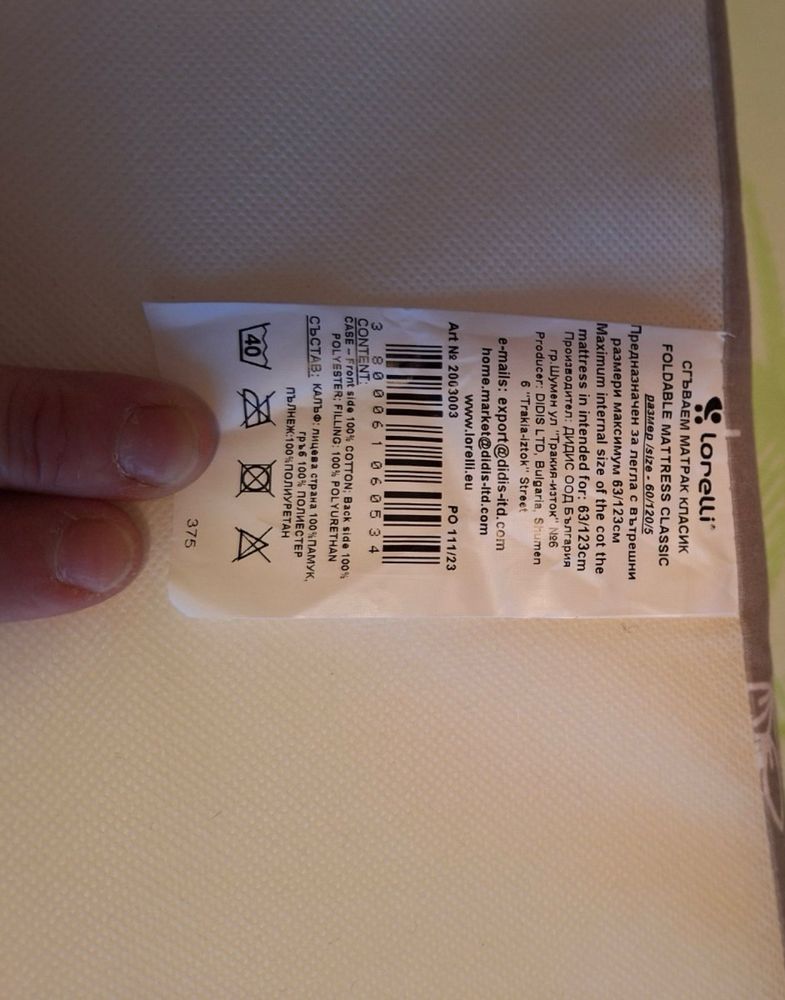 lorelli®
СГЪВАЕМ МАТРАК КЛАСИК
FOLDABLE MATTRESS CLASSIC
размер /size - 60/120/5
Предназначен за легла с вътрешни
размери максимум 63/123см
Maximum internal size of the cot the
mattress in intended for: 63/123cm
Производител: ДИДИС ООД България
гр.Шумен ул "Тракия-изток" №6
Producer: DIDIS LTD, Bulgaria, Shumen
6 "Trakia-Iztok" Street
e-mails: export@didis-ltd.com
home.market@didis-ltd.com
www.lorelli.eu
Art № 2003003 PO 111/23
3 800061 060534
CONTENT:
CASE – Front side 100% COTTON; Back side 100%
POLYESTER; FILLING: 100% POLYURETHAN
СЪСТАВ: КАЛЪФ: лицева страна 100%ПАМУК,
гръб 100% ПОЛИЕСТЕР
ПЪЛНЕЖ:100%ПОЛИУРЕТАН
40
375